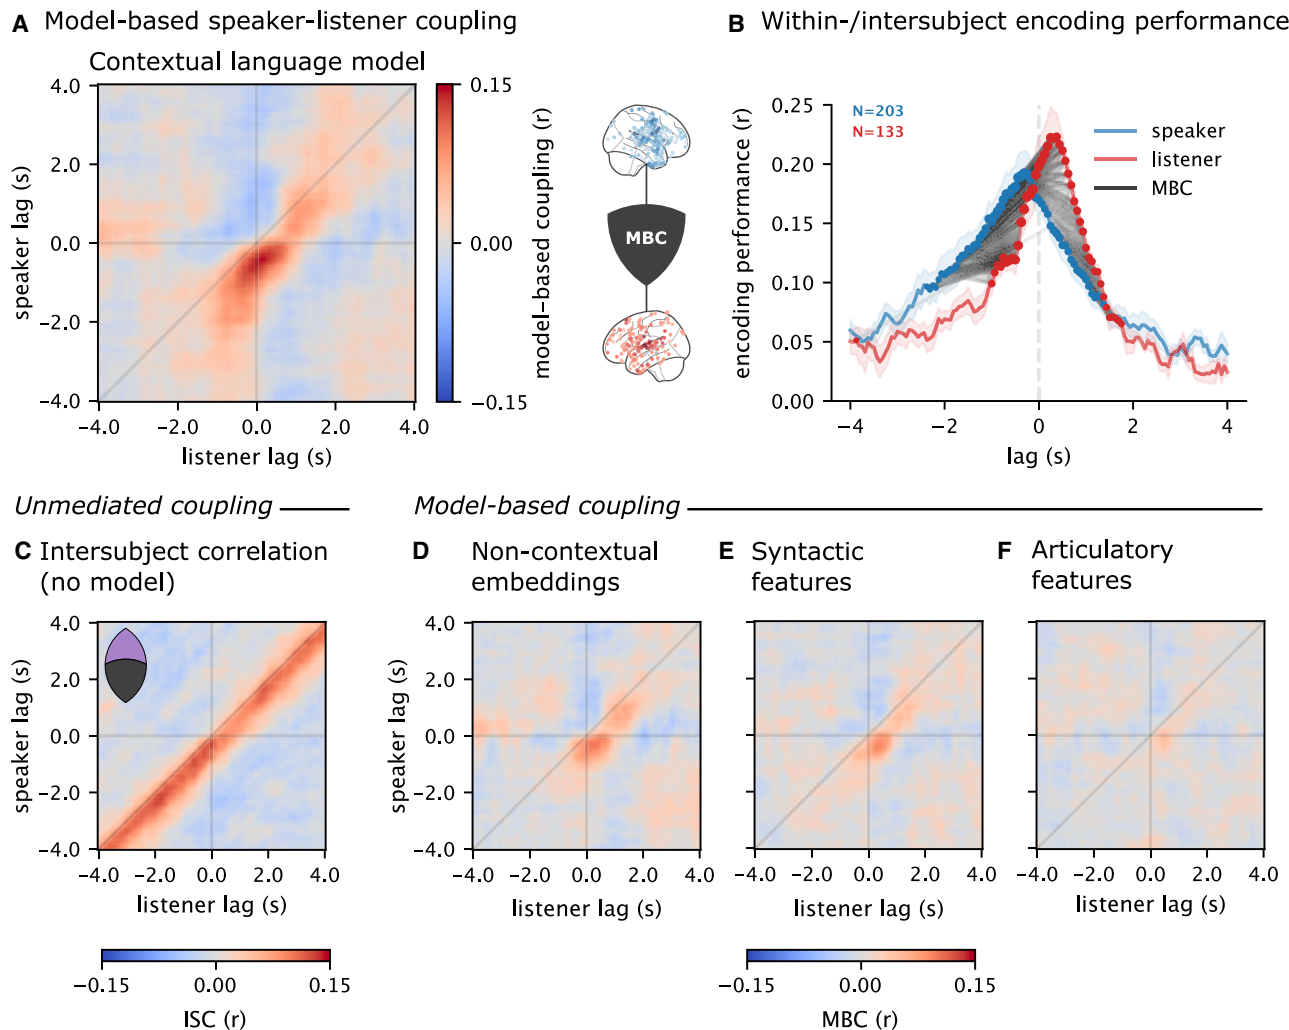 A Model-based speaker-listener coupling
Contextual language model
4.0
2.0
0.0
−2.0
−4.0
speaker lag (s)
−4.0 −2.0 0.0 2.0 4.0
listener lag (s)
0.15
0.00
−0.15
model-based coupling (r)
MBC
B Within-/intersubject encoding performance
N=203
N=133
speaker
listener
MBC
0.25
0.20
0.15
0.10
0.05
0.00
encoding performance (r)
−4 −2 0 2 4
lag (s)
Unmediated coupling
Model-based coupling
C Intersubject correlation
(no model)
4.0
2.0
0.0
−2.0
−4.0
speaker lag (s)
−4.0 −2.0 0.0 2.0 4.0
listener lag (s)
−0.15 0.00 0.15
ISC (r)
D Non-contextual
embeddings
4.0
2.0
0.0
−2.0
−4.0
speaker lag (s)
−4.0 −2.0 0.0 2.0 4.0
listener lag (s)
E Syntactic
features
−4.0 −2.0 0.0 2.0 4.0
listener lag (s)
−0.15 0.00 0.15
MBC (r)
F Articulatory
features
−4.0 −2.0 0.0 2.0 4.0
listener lag (s)